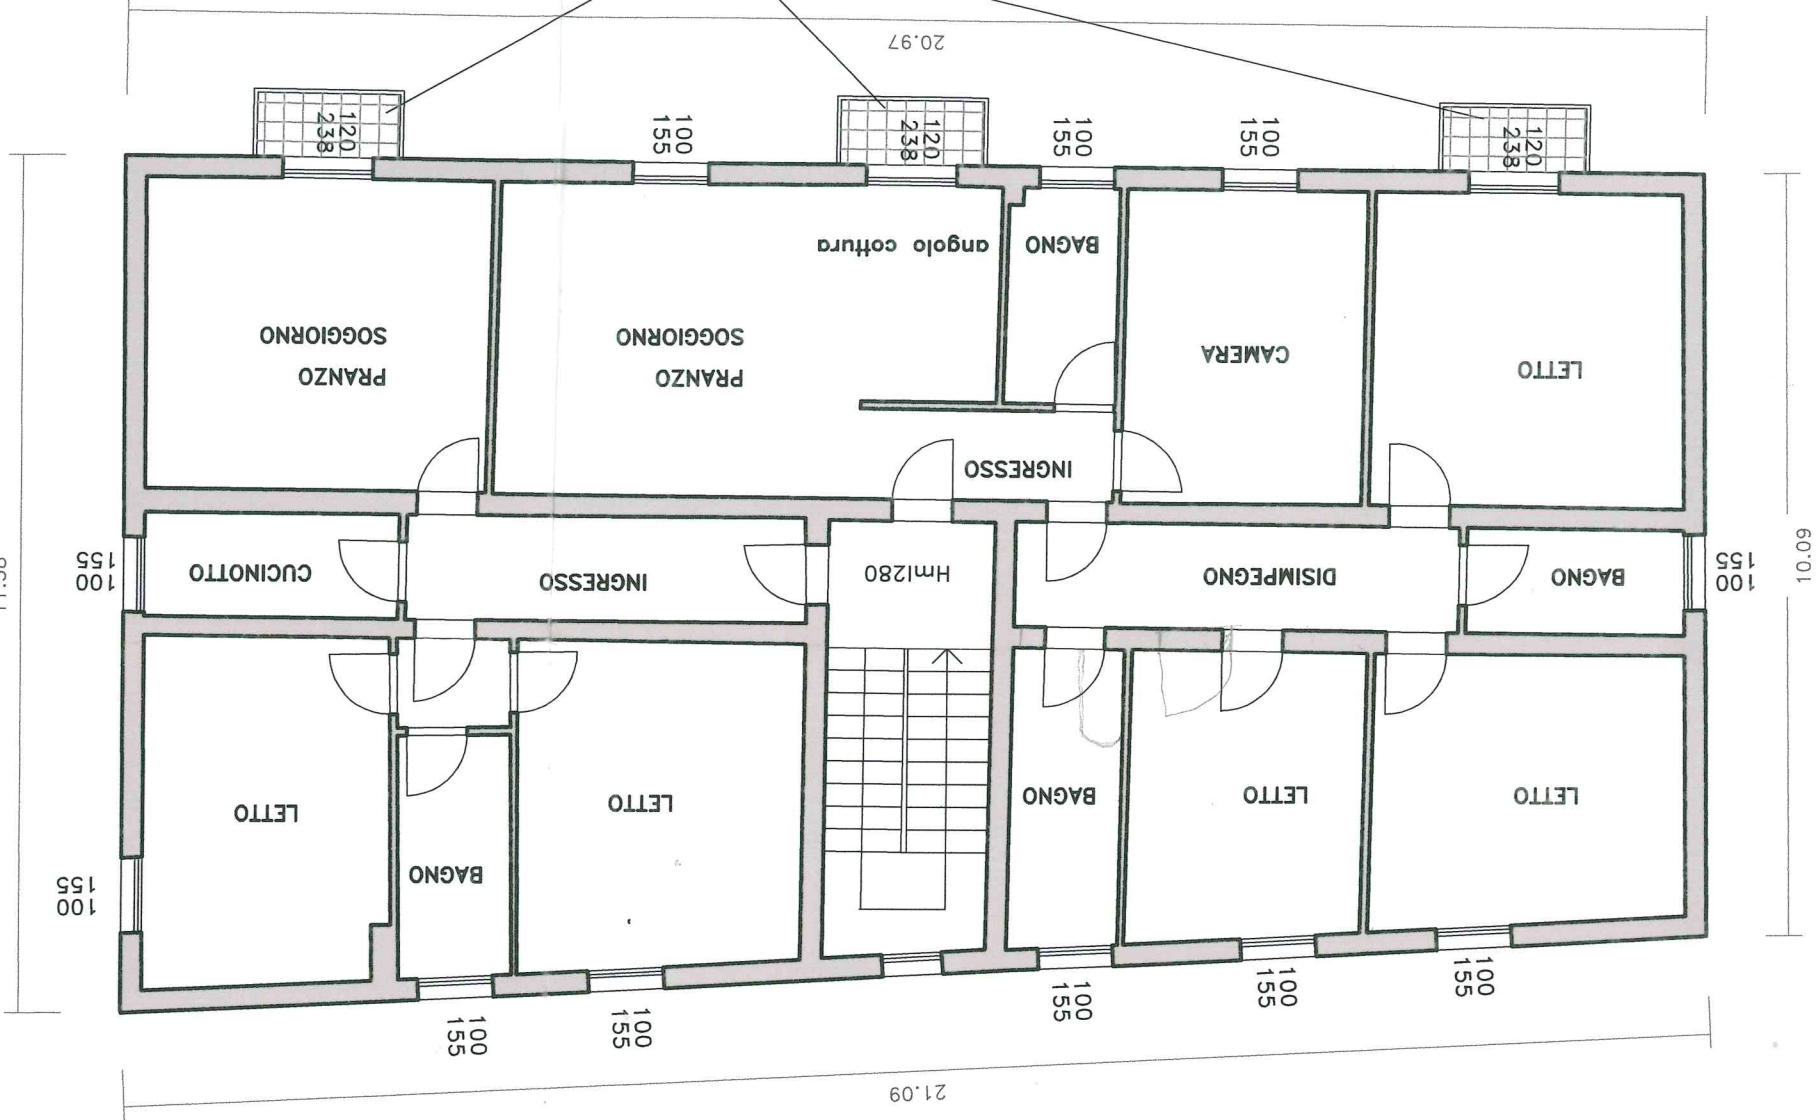 21.09
100
155
100
155
100
155
100
155
100
155
100
155
BAGNO
LETTO
LETTO
BAGNO
LETTO
LETTO
10.09
100
155
BAGNO
DISIMPEGNO
Hml280
INGRESSO
CUCINOTTO
100
155
INGRESSO
LETTO
CAMERA
PRANZO
SOGGIORNO
PRANZO
SOGGIORNO
BAGNO
angolo cottura
120
238
100
155
100
155
120
238
100
155
120
238
20.97